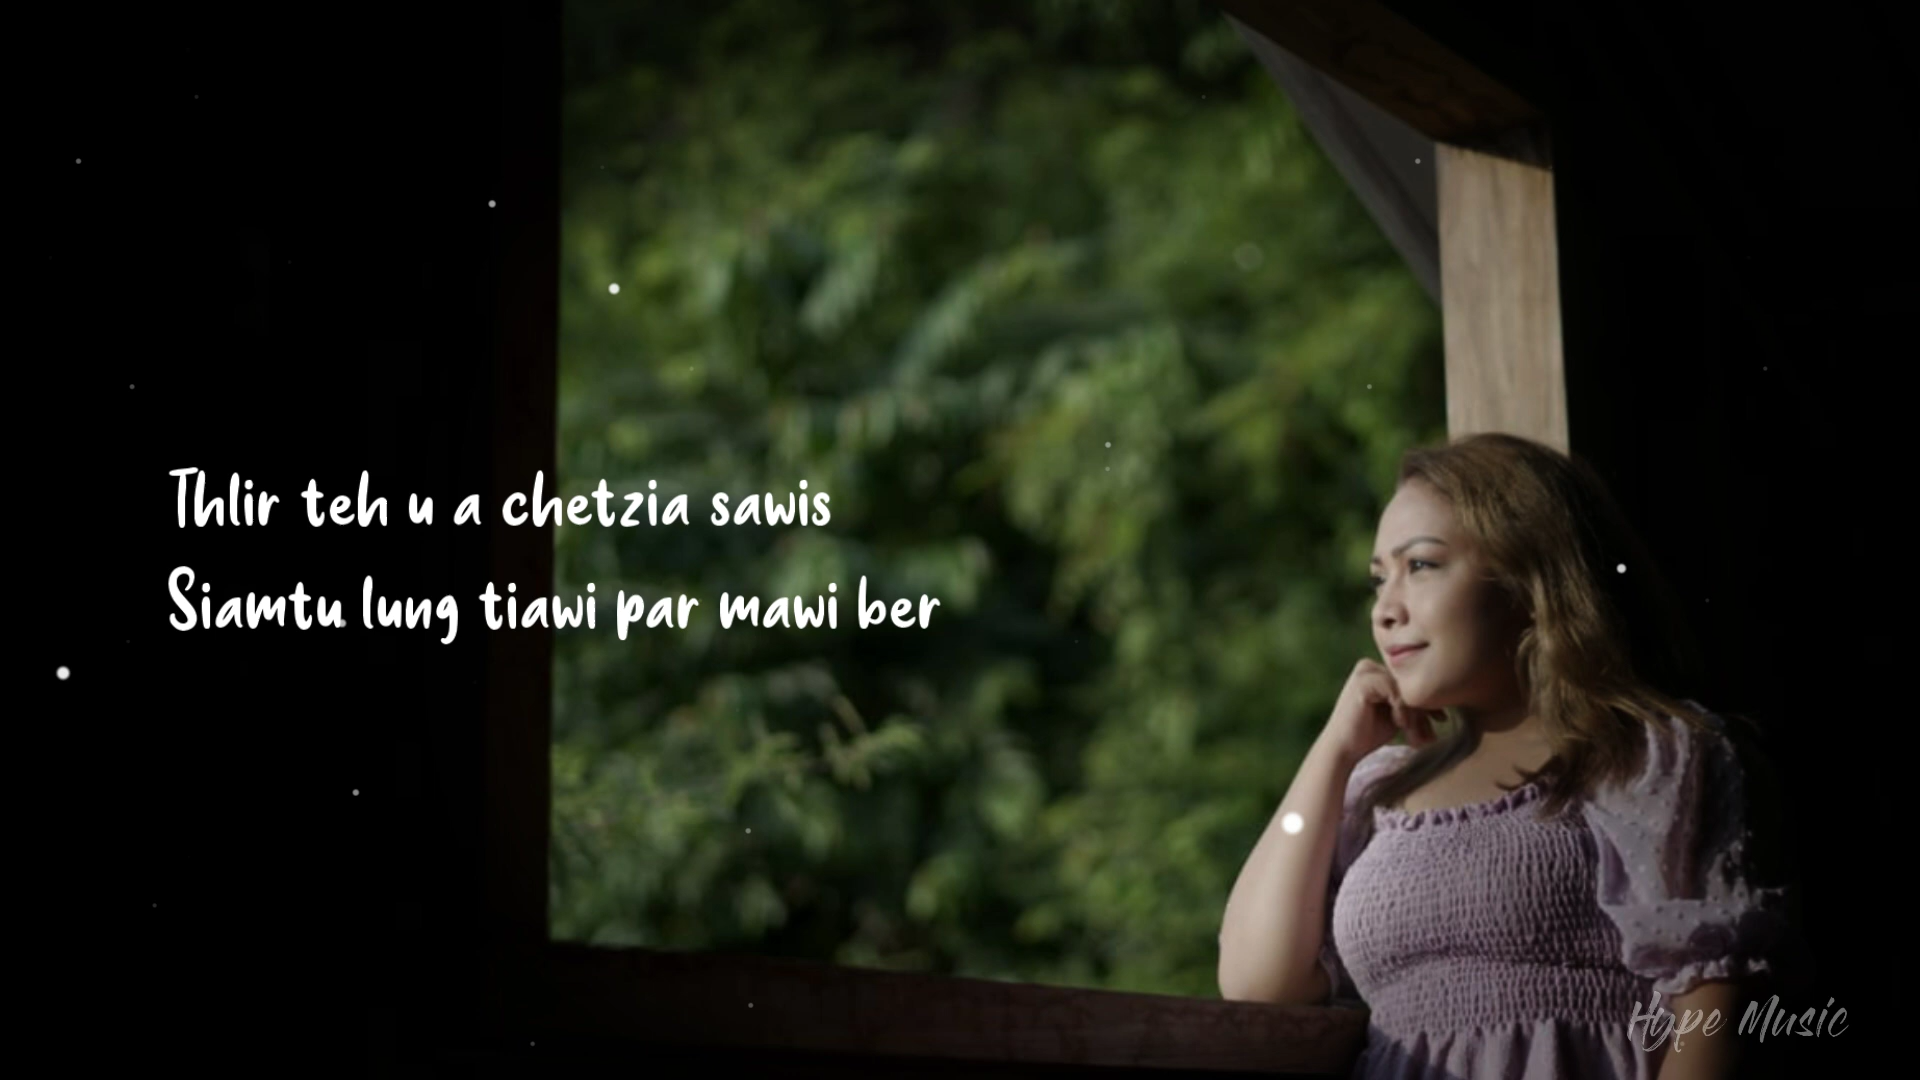 Thlir teh u a chetzia sawis
Siamtu lung tiawi par mawi ber
Hype Music